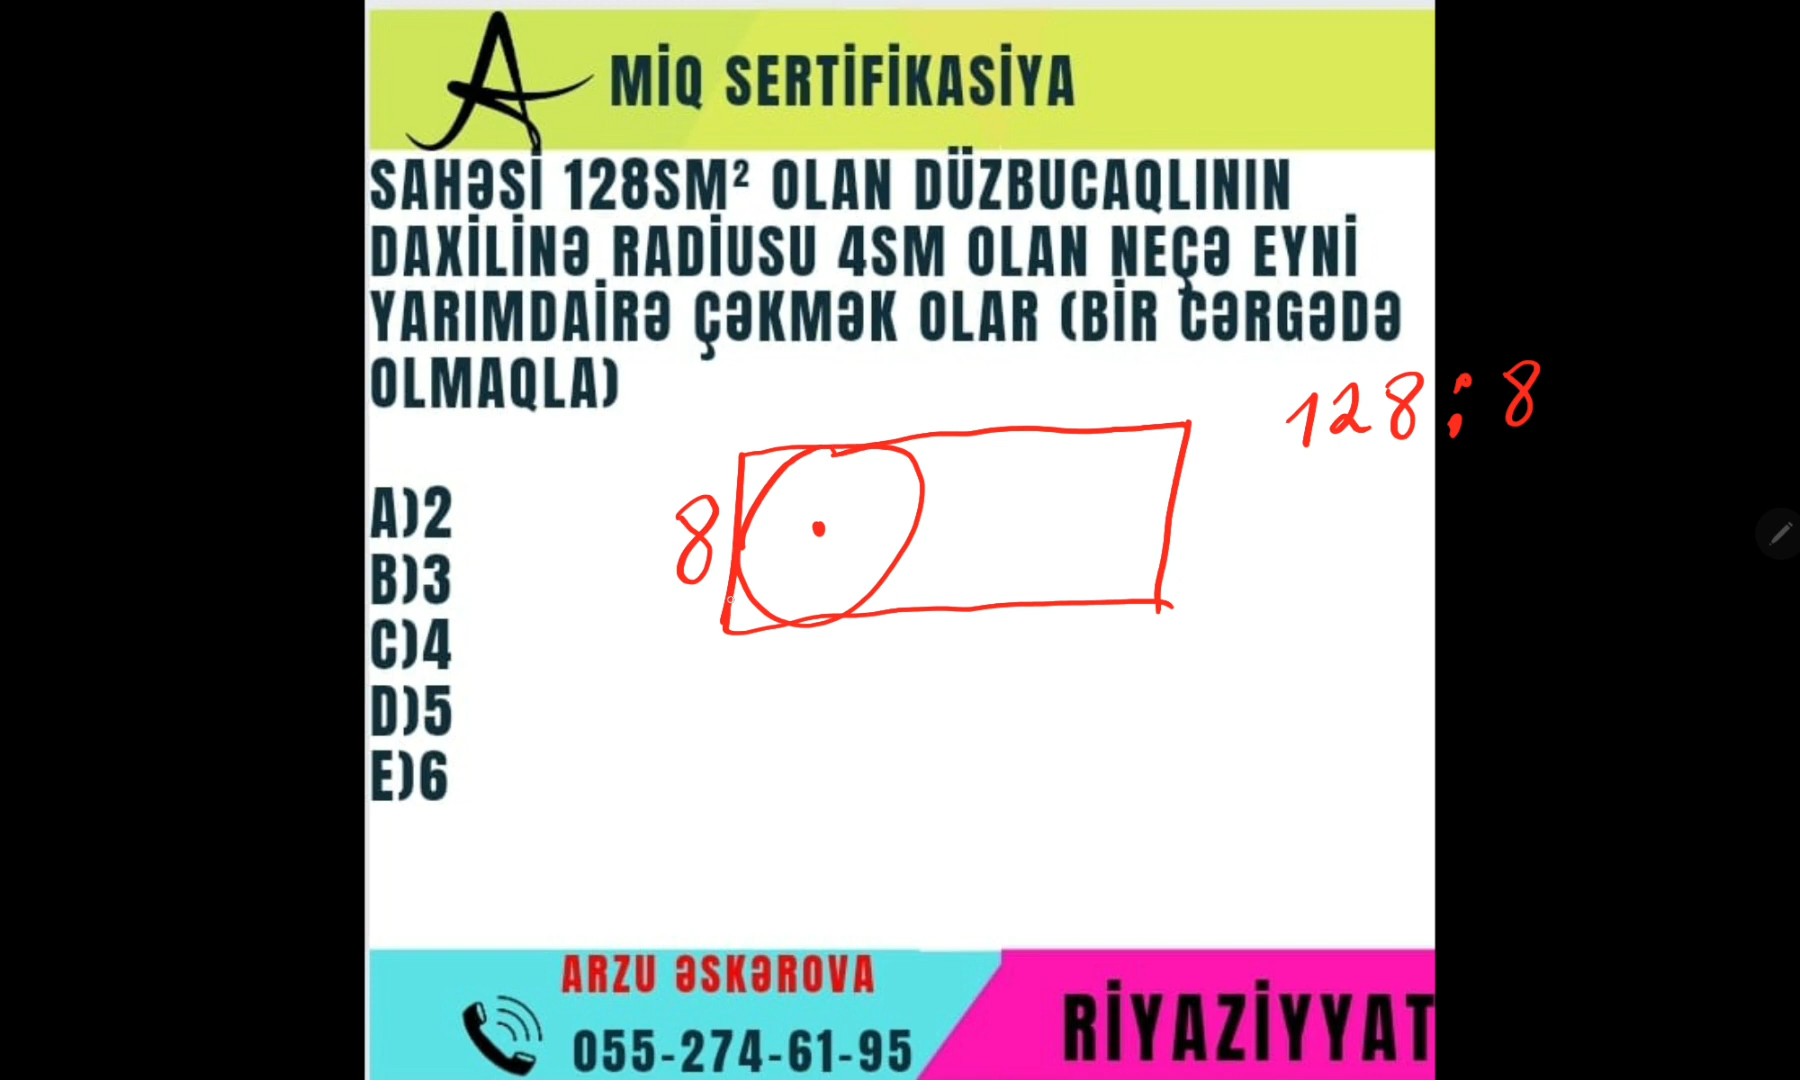 A MİQ SERTİFİKASİYA
SAHƏSİ 128SM² OLAN DÜZBUCAQLININ
DAXİLİNƏ RADİUSU 4SM OLAN NEÇƏ EYNİ
YARIMDAİRƏ ÇƏKMƏK OLAR (BİR CƏRGƏDƏ
OLMAQLA)
128 : 8
8
A)2
B)3
C)4
D)5
E)6
ARZU ƏSKƏROVA
055-274-61-95
RİYAZİYYAT